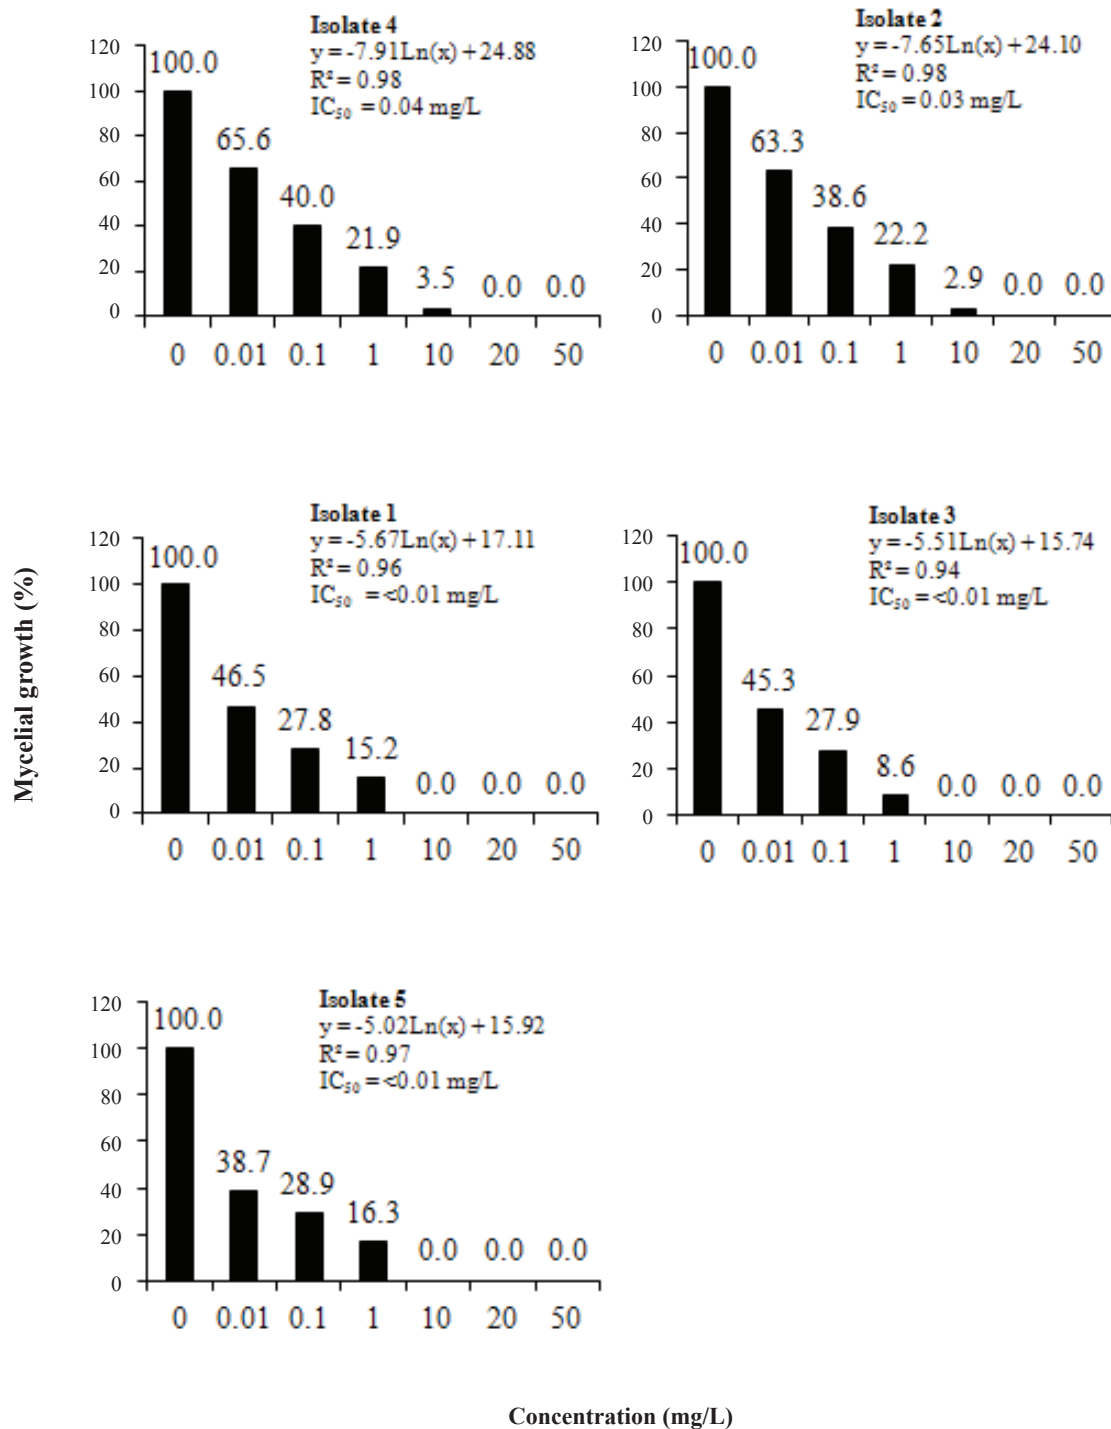 Isolate 4
y = -7.91Ln(x) + 24.88
R² = 0.98
IC₅₀ = 0.04 mg/L
120
100
80
60
40
20
0
100.0
65.6
40.0
21.9
3.5
0.0
0.0
0 0.01 0.1 1 10 20 50
Isolate 2
y = -7.65Ln(x) + 24.10
R² = 0.98
IC₅₀ = 0.03 mg/L
120
100
80
60
40
20
0
100.0
63.3
38.6
22.2
2.9
0.0
0.0
0 0.01 0.1 1 10 20 50
Mycelial growth (%)
Isolate 1
y = -5.67Ln(x) + 17.11
R² = 0.96
IC₅₀ = <0.01 mg/L
120
100
80
60
40
20
0
100.0
46.5
27.8
15.2
0.0
0.0
0.0
0 0.01 0.1 1 10 20 50
Isolate 3
y = -5.51Ln(x) + 15.74
R² = 0.94
IC₅₀ = <0.01 mg/L
120
100
80
60
40
20
0
100.0
45.3
27.9
8.6
0.0
0.0
0.0
0 0.01 0.1 1 10 20 50
Isolate 5
y = -5.02Ln(x) + 15.92
R² = 0.97
IC₅₀ = <0.01 mg/L
120
100
80
60
40
20
0
100.0
38.7
28.9
16.3
0.0
0.0
0.0
0 0.01 0.1 1 10 20 50
Concentration (mg/L)